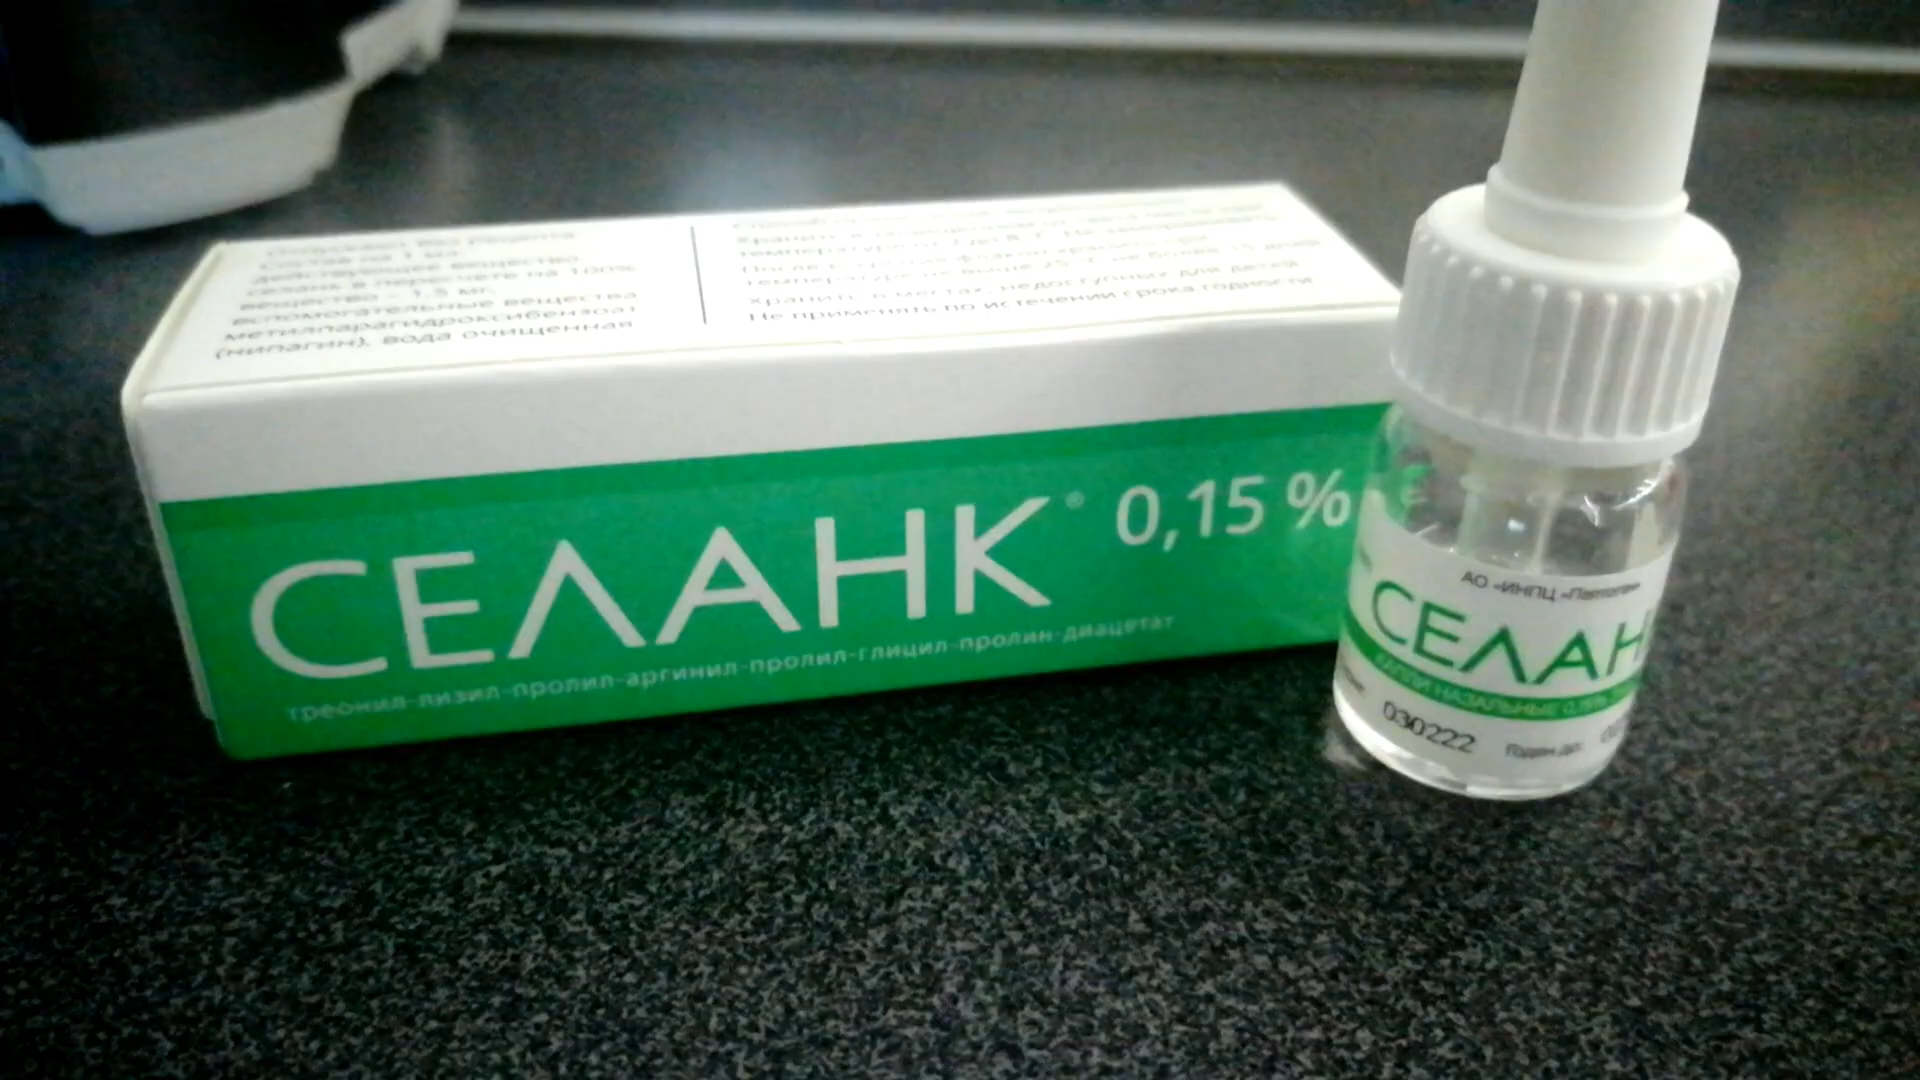 Отпускают без рецепта
Состав на 1 мл:
действующее вещество
селанк в пересчете на 100%
вещество – 1,5 мг;
вспомогательные вещества
метилпарагидроксибензоат
(нипагин), вода очищенная
температуре от 2 до 8 °С. Не замораживать.
температуре не выше 25 °С не более
Хранить в местах, недоступных для детей
Не применять по истечении срока годности
СЕЛАНК® 0,15 %
треонил-лизил-пролил-аргинил-пролил-глицил-пролин-диацетат
АО «ИНПЦ «Пептоген»
СЕЛАН
КАПЛИ НАЗАЛЬНЫЕ 0,15%
030222 Годен до: